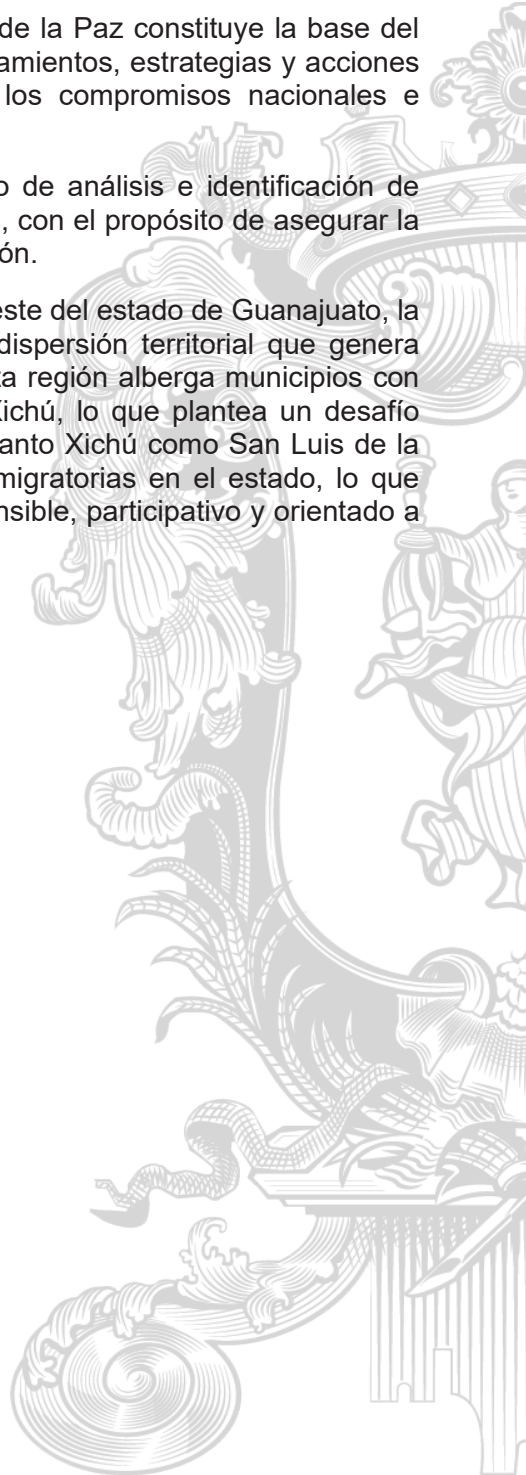 de la Paz constituye la base del
amientos, estrategias y acciones
los compromisos nacionales e
o de análisis e identificación de
, con el propósito de asegurar la
ón.
este del estado de Guanajuato, la
dispersión territorial que genera
ta región alberga municipios con
Xichú, lo que plantea un desafío
anto Xichú como San Luis de la
migratorias en el estado, lo que
nsible, participativo y orientado a